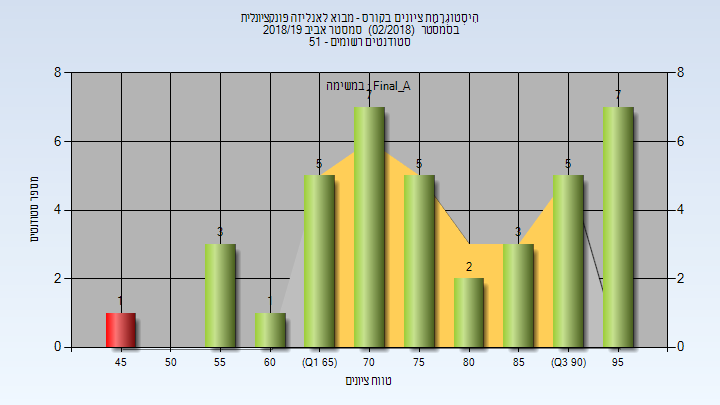 הִיסְטוגְרַמַת ציונים בקורס - מבוא לאנליזה פונקציונלית
בסמסטר (02/2018) סמסטר אביב 2018/19
סטודנטים רשומים - 51
במשימה : Final_A
8 8
7 7
6 6
5 5 5
4 4
3 3
2 2 2
1 1
0 0
45 50 55 60 (Q1 65) 70 75 80 85 (Q3 90) 95
טווח ציונים
מספר סטודנטים